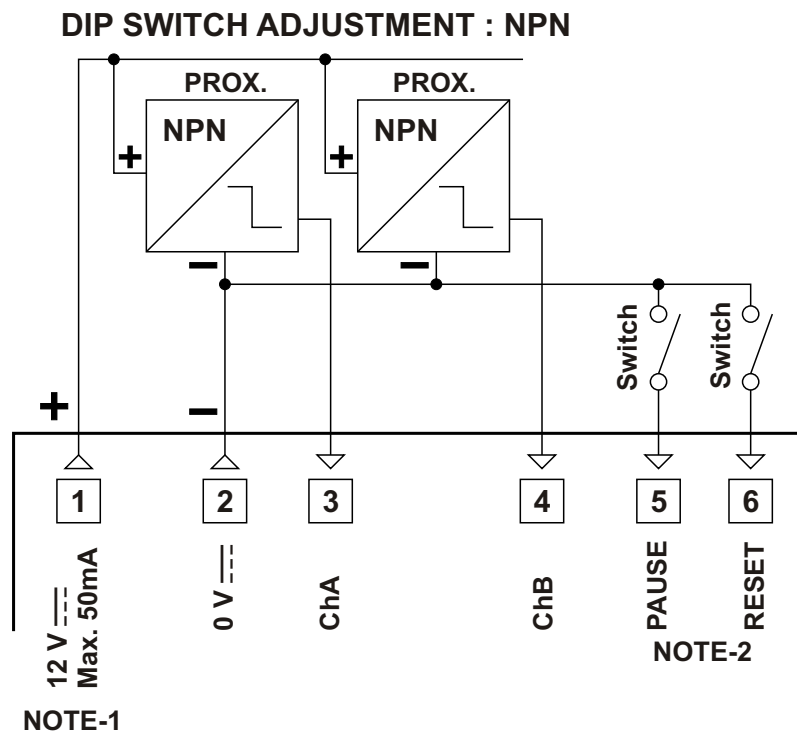 DIP SWITCH ADJUSTMENT : NPN
PROX.
PROX.
NPN
NPN
+
+
−
−
Switch
Switch
+
−
1
2
3
4
5
6
12 V
Max. 50mA
0 V
ChA
ChB
PAUSE
RESET
NOTE-2
NOTE-1